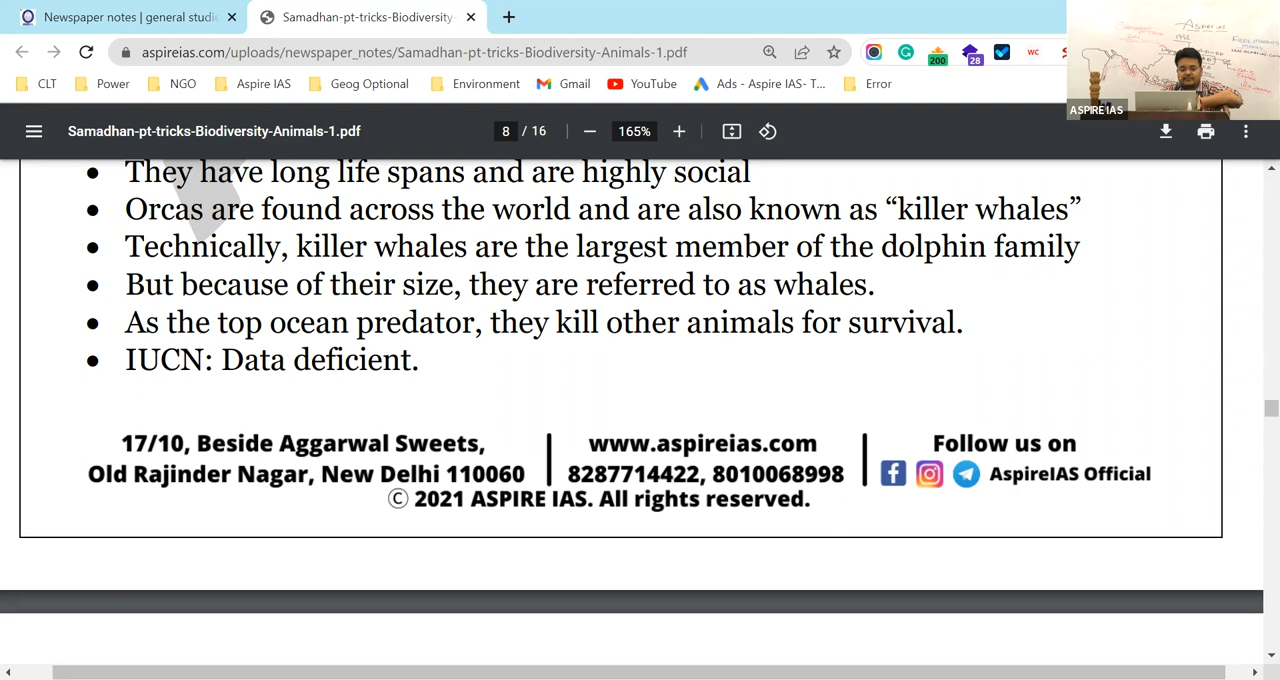 Newspaper notes | general studi
Samadhan-pt-tricks-Biodiversity-
aspireias.com/uploads/newspaper_notes/Samadhan-pt-tricks-Biodiversity-Animals-1.pdf
200
28
WC
CLT
Power
NGO
Aspire IAS
Geog Optional
Environment
Gmail
YouTube
Ads - Aspire IAS- T...
Error
ASPIRE IAS
Samadhan-pt-tricks-Biodiversity-Animals-1.pdf
8 / 16
165%
• They have long life spans and are highly social
• Orcas are found across the world and are also known as “killer whales”
• Technically, killer whales are the largest member of the dolphin family
• But because of their size, they are referred to as whales.
• As the top ocean predator, they kill other animals for survival.
• IUCN: Data deficient.
17/10, Beside Aggarwal Sweets,
Old Rajinder Nagar, New Delhi 110060
www.aspireias.com
8287714422, 8010068998
Follow us on
AspireIAS Official
© 2021 ASPIRE IAS. All rights reserved.